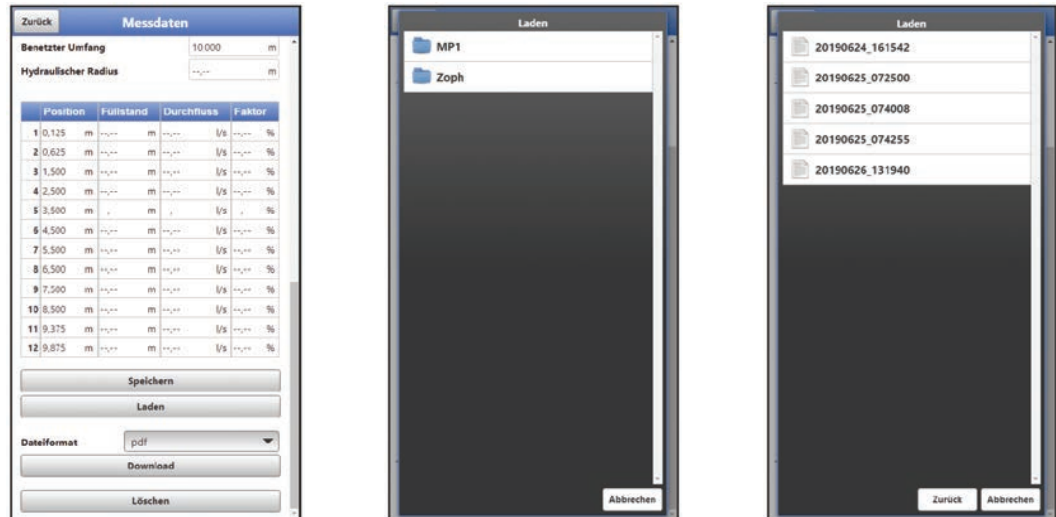 Zurück Messdaten
Benetzter Umfang 10.000 m
Hydraulischer Radius --,-- m
Position Füllstand Durchfluss Faktor
1 0,125 m --,-- m --,-- l/s --,-- %
2 0,625 m --,-- m --,-- l/s --,-- %
3 1,500 m --,-- m --,-- l/s --,-- %
4 2,500 m --,-- m --,-- l/s --,-- %
5 3,500 m , m , l/s , %
6 4,500 m --,-- m --,-- l/s --,-- %
7 5,500 m --,-- m --,-- l/s --,-- %
8 6,500 m --,-- m --,-- l/s --,-- %
9 7,500 m --,-- m --,-- l/s --,-- %
10 8,500 m --,-- m --,-- l/s --,-- %
11 9,375 m --,-- m --,-- l/s --,-- %
12 9,875 m --,-- m --,-- l/s --,-- %
Speichern
Laden
Dateiformat pdf
Download
Löschen
Laden
MP1
Zoph
Abbrechen
Laden
20190624_161542
20190625_072500
20190625_074008
20190625_074255
20190626_131940
Zurück Abbrechen